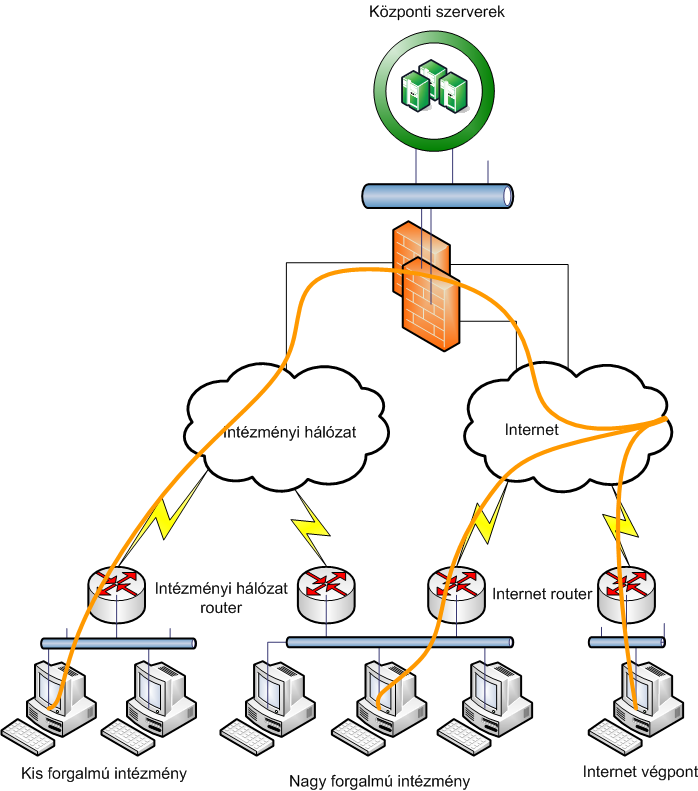 Központi szerverek
Intézményi hálózat
Internet
Intézményi hálózat
router
Internet router
Kis forgalmú intézmény
Nagy forgalmú intézmény
Internet végpont